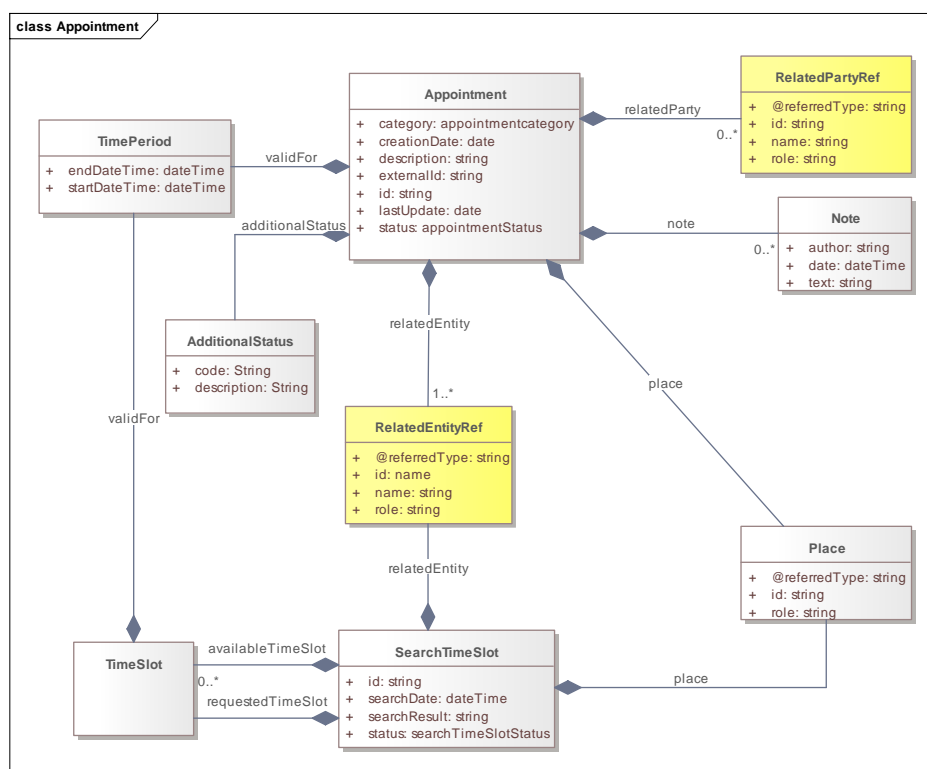 class Appointment
Appointment
+ category: appointmentcategory
+ creationDate: date
+ description: string
+ externalId: string
+ id: string
+ lastUpdate: date
+ status: appointmentStatus
relatedParty
0..*
RelatedPartyRef
+ @referredType: string
+ id: string
+ name: string
+ role: string
TimePeriod
+ endDateTime: dateTime
+ startDateTime: dateTime
validFor
additionalStatus
note
0..*
Note
+ author: string
+ date: dateTime
+ text: string
AdditionalStatus
+ code: String
+ description: String
relatedEntity
1..*
place
validFor
RelatedEntityRef
+ @referredType: string
+ id: name
+ name: string
+ role: string
relatedEntity
Place
+ @referredType: string
+ id: string
+ role: string
TimeSlot
availableTimeSlot
0..*
requestedTimeSlot
SearchTimeSlot
+ id: string
+ searchDate: dateTime
+ searchResult: string
+ status: searchTimeSlotStatus
place